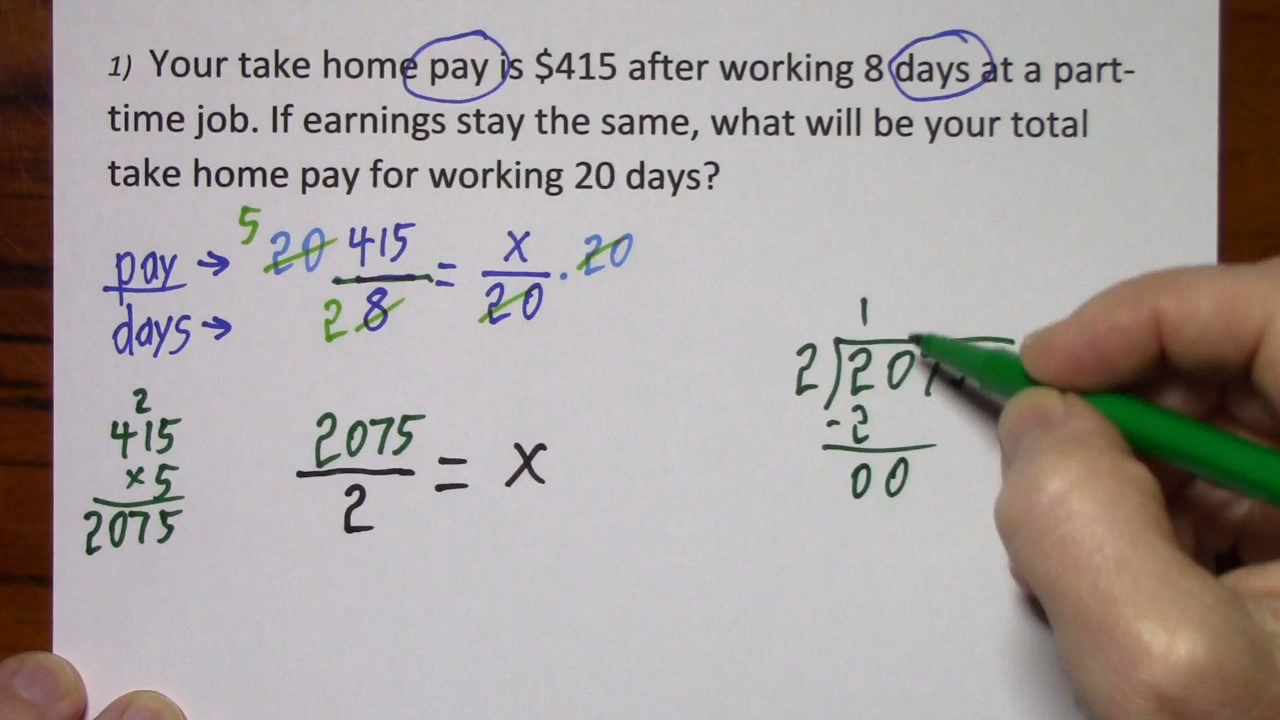 1) Your take home pay is $415 after working 8 days at a part-
time job. If earnings stay the same, what will be your total
take home pay for working 20 days?
5
20 415 = x · 20
pay →
days →
2 8 20
1
2 ) 207
-2
00
2
415
x 5
2075
2075 = x
2